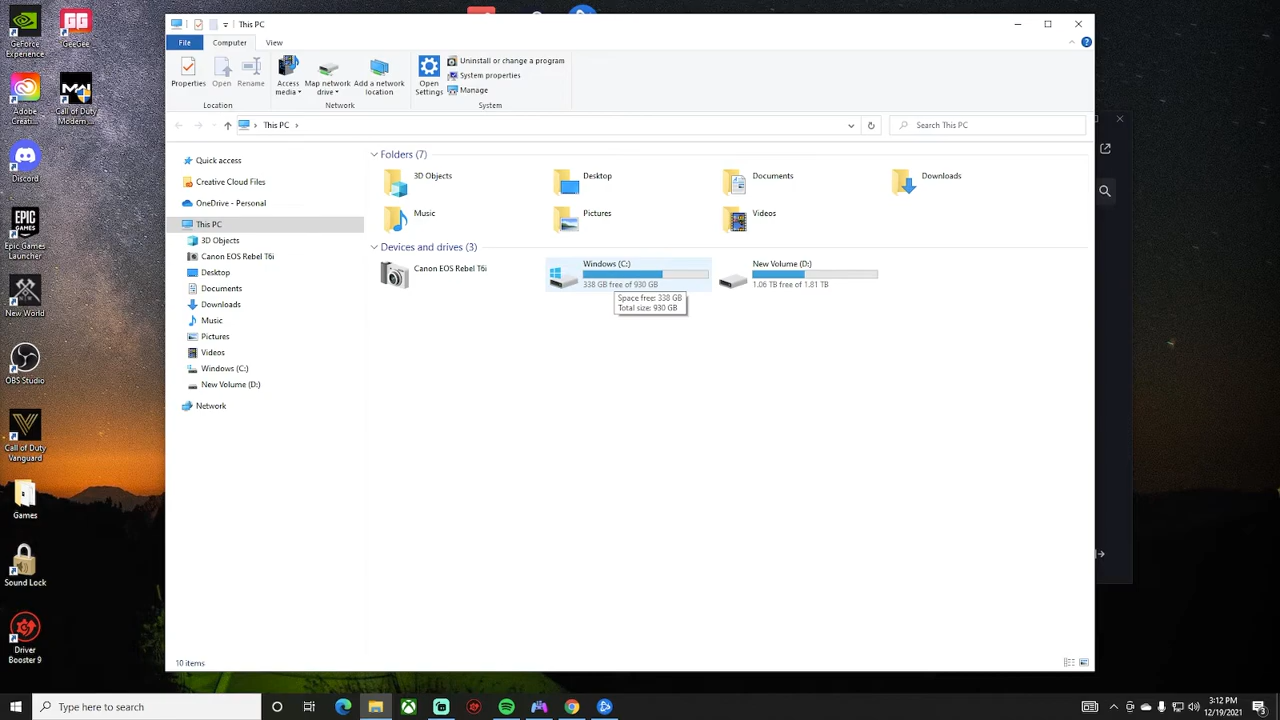 GeForce Experience
GeeGee
Adobe Creati...
Call of Duty Modern_...
Discord
Epic Games Launcher
New World
OBS Studio
Call of Duty Vanguard
Games
Sound Lock
Driver Booster 9
This PC
File
Computer
View
Properties
Open
Rename
Access media
Map network drive
Add a network location
Open Settings
Uninstall or change a program
System properties
Manage
Location
Network
System
This PC
Search This PC
Quick access
Creative Cloud Files
OneDrive - Personal
This PC
3D Objects
Canon EOS Rebel T6i
Desktop
Documents
Downloads
Music
Pictures
Videos
Windows (C:)
New Volume (D:)
Network
Folders (7)
3D Objects
Desktop
Documents
Downloads
Music
Pictures
Videos
Devices and drives (3)
Canon EOS Rebel T6i
Windows (C:)
338 GB free of 930 GB
New Volume (D:)
1.06 TB free of 1.81 TB
Space free: 338 GB
Total size: 930 GB
10 items
Type here to search
3:12 PM
12/19/2021